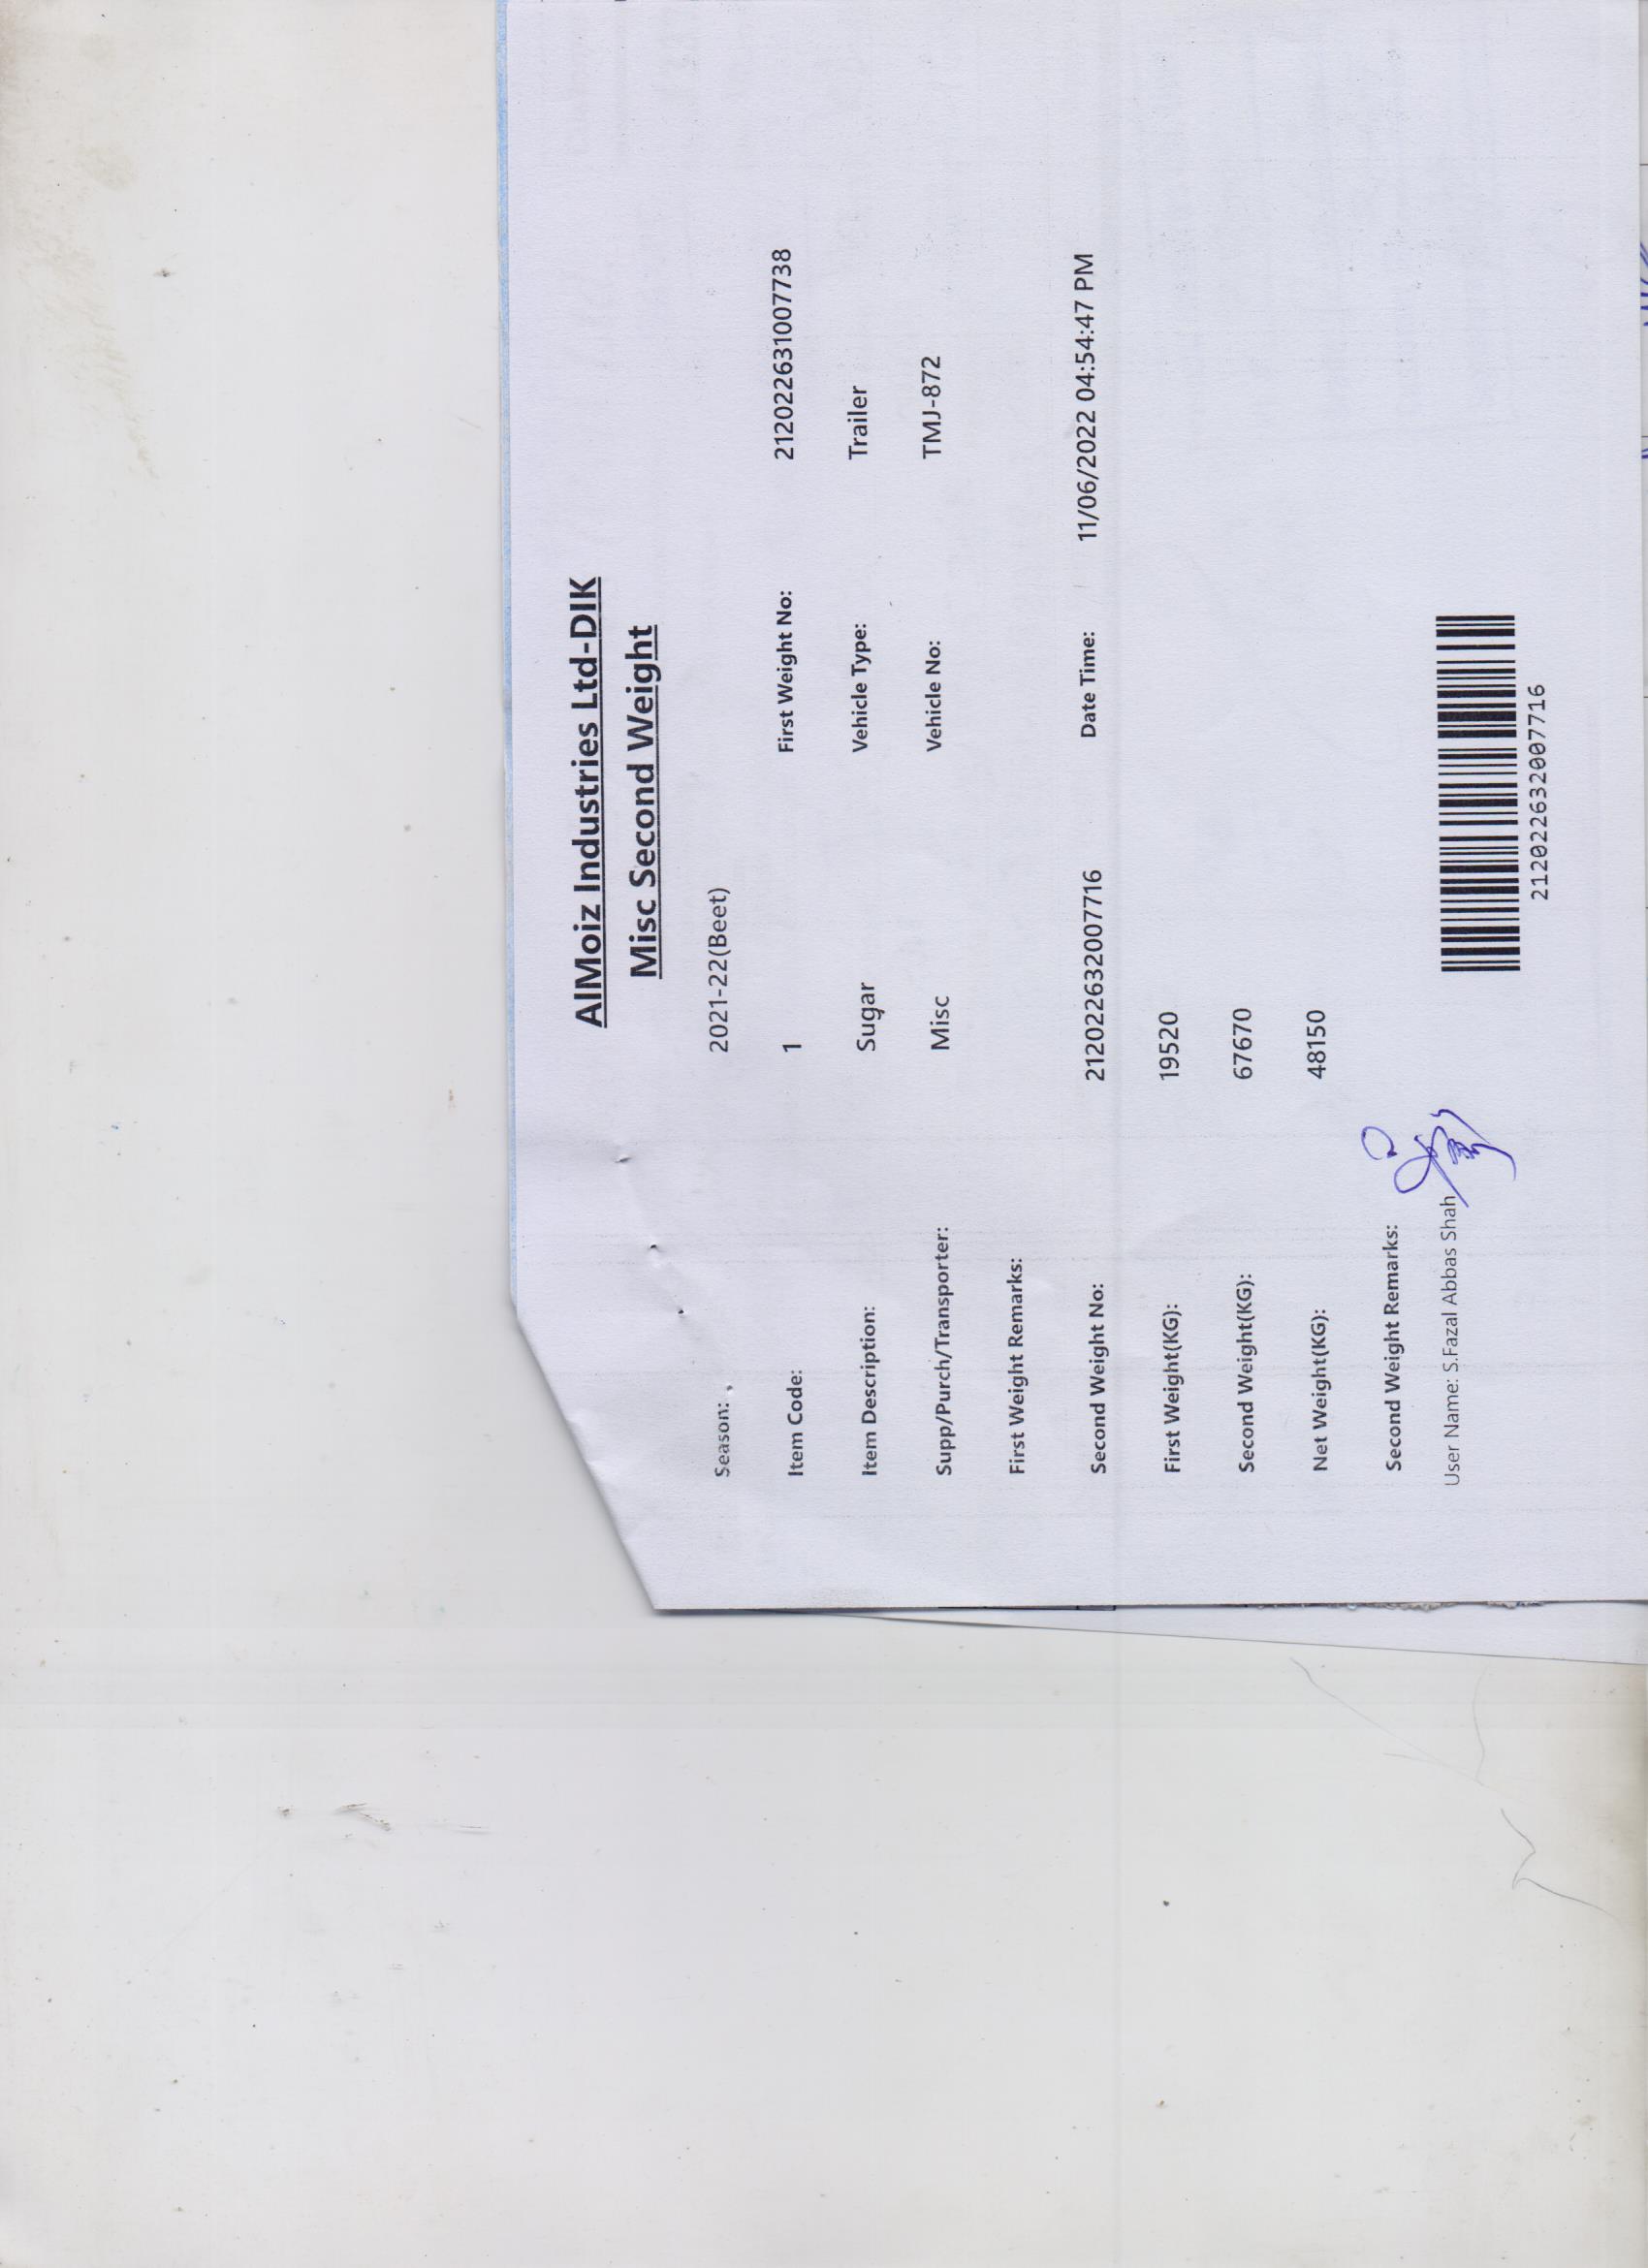 AlMoiz Industries Ltd-DIK
Misc Second Weight
Season: 2021-22(Beet)
Item Code: 1 First Weight No: 2120226310007738
Item Description: Sugar Vehicle Type: Trailer
Supp/Purch/Transporter: Misc Vehicle No: TMJ-872
First Weight Remarks:
Second Weight No: 2120226320007716 Date Time: 11/06/2022 04:54:47 PM
First Weight(KG): 19520
Second Weight(KG): 67670
Net Weight(KG): 48150
Second Weight Remarks:
User Name: S.Fazal Abbas Shah
2120226320007716